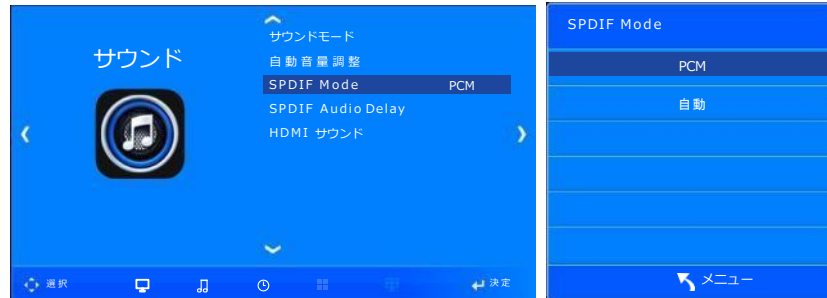 サウンド
サウンドモード
自動音量調整
SPDIF Mode PCM
SPDIF Audio Delay
HDMI サウンド
選択
決定
SPDIF Mode
PCM
自動
メニュー